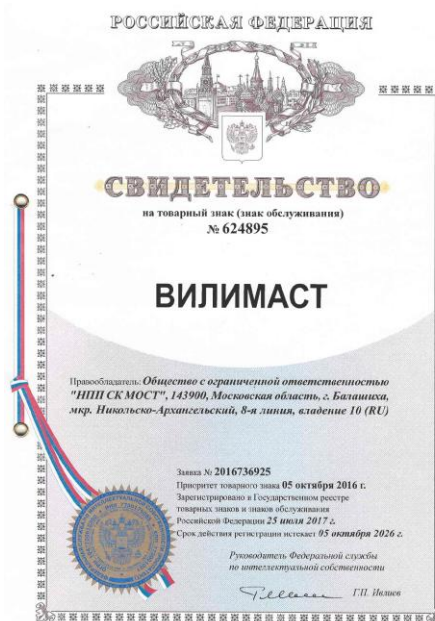 РОССИЙСКАЯ ФЕДЕРАЦИЯ
СВИДЕТЕЛЬСТВО
на товарный знак (знак обслуживания)
№ 624895
ВИЛИМАСТ
Правообладатель: Общество с ограниченной ответственностью
"НПП СК МОСТ", 143900, Московская область, г. Балашиха,
мкр. Никольско-Архангельский, 8-я линия, владение 10 (RU)
Заявка № 2016736925
Приоритет товарного знака 05 октября 2016 г.
Зарегистрировано в Государственном реестре
товарных знаков и знаков обслуживания
Российской Федерации 25 июля 2017 г.
Срок действия регистрации истекает 05 октября 2026 г.
Руководитель Федеральной службы
по интеллектуальной собственности
Г.П. Ивлиев